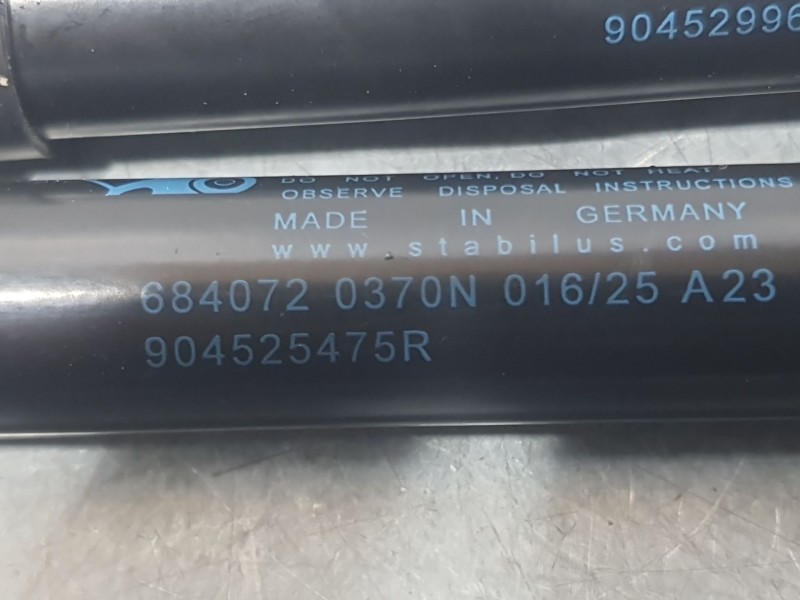 90452996
DO NOT OPEN, DO NOT HEAT,
OBSERVE DISPOSAL INSTRUCTIONS
MADE IN GERMANY
www.stabilus.com
684072 0370N 016/25 A23
904525475R